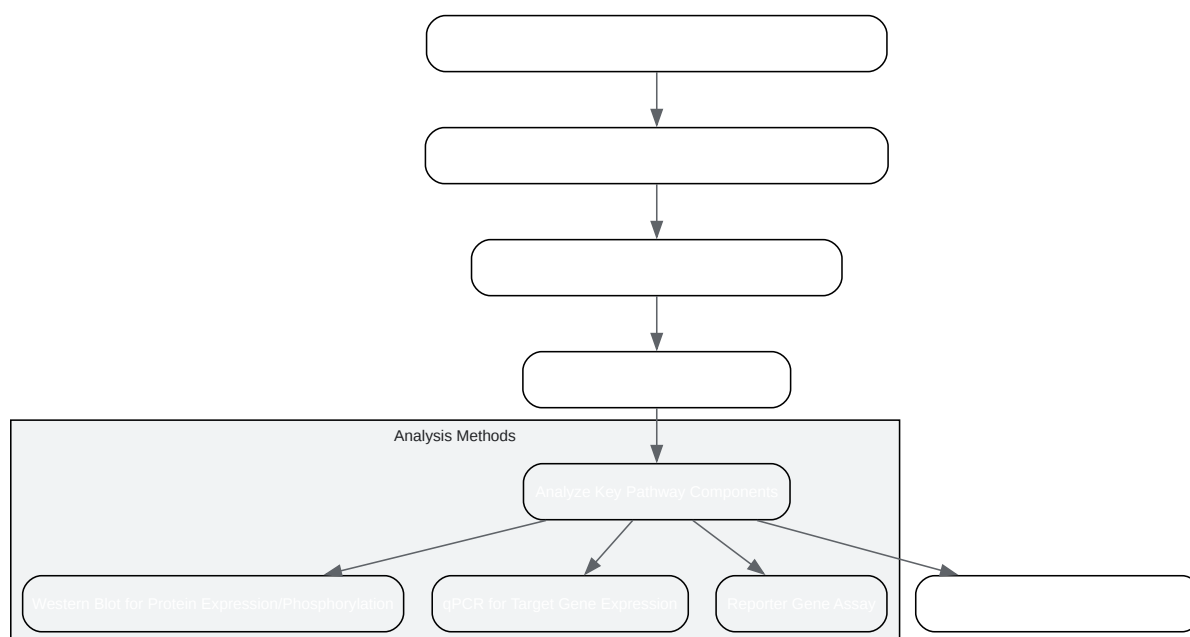 Analysis Methods
Analyze Key Pathway Components
Western Blot for Protein Expression/Phosphorylation
qPCR for Target Gene Expression
Reporter Gene Assay